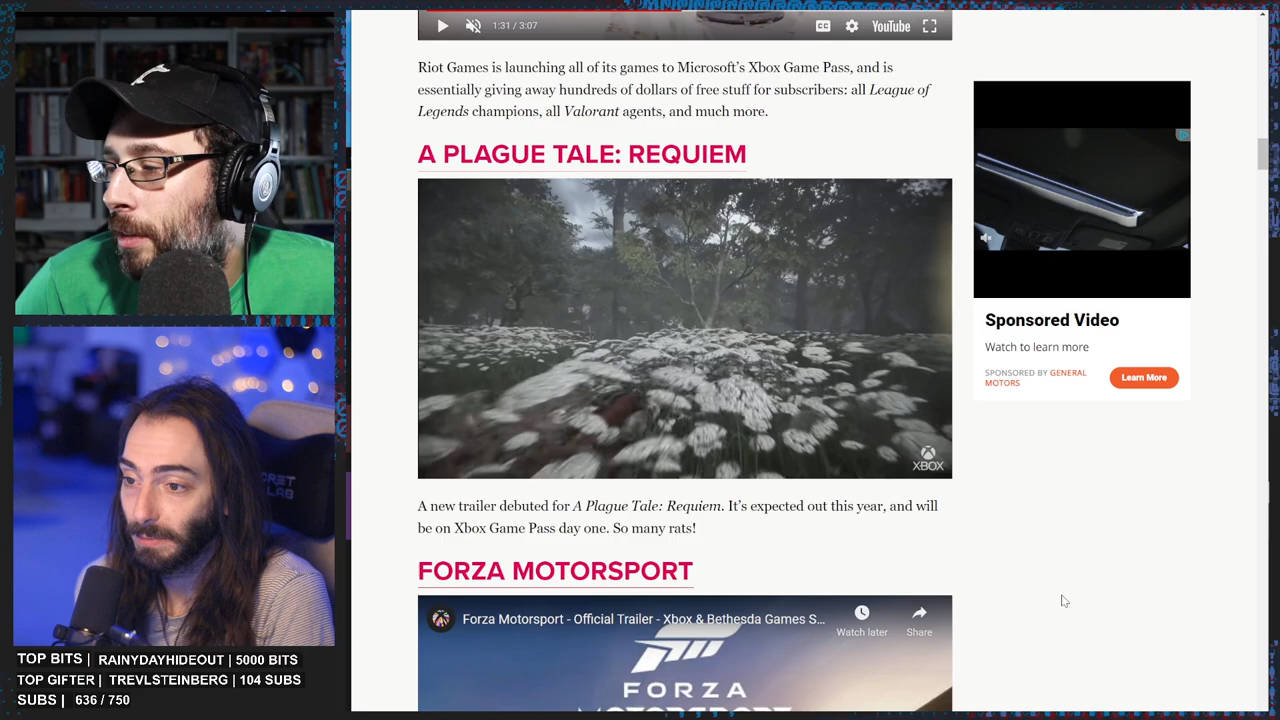 1:31 / 3:07
CC
YouTube
Riot Games is launching all of its games to Microsoft's Xbox Game Pass, and is
essentially giving away hundreds of dollars of free stuff for subscribers: all League of
Legends champions, all Valorant agents, and much more.
A PLAGUE TALE: REQUIEM
XBOX
A new trailer debuted for A Plague Tale: Requiem. It's expected out this year, and will
be on Xbox Game Pass day one. So many rats!
FORZA MOTORSPORT
Forza Motorsport - Official Trailer - Xbox & Bethesda Games S...
Watch later
Share
FORZA
MOTORSPORT
Sponsored Video
Watch to learn more
SPONSORED BY GENERAL
MOTORS
Learn More
TOP BITS | RAINYDAYHIDEOUT | 5000 BITS
TOP GIFTER | TREVLSTEINBERG | 104 SUBS
SUBS | 636 / 750